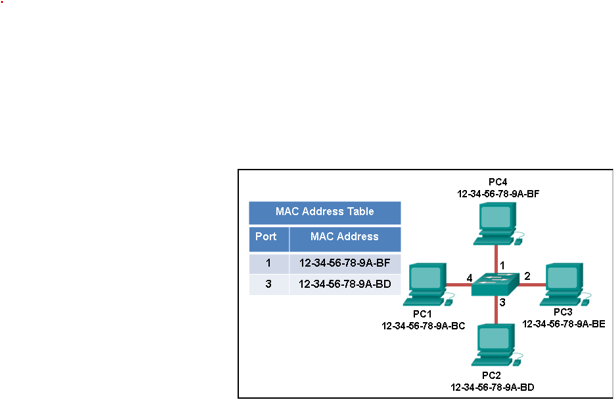 PC4
12-34-56-78-9A-BF
MAC Address Table
Port MAC Address
1 12-34-56-78-9A-BF
3 12-34-56-78-9A-BD
1
4
2
3
PC1
12-34-56-78-9A-BC
PC3
12-34-56-78-9A-BE
PC2
12-34-56-78-9A-BD